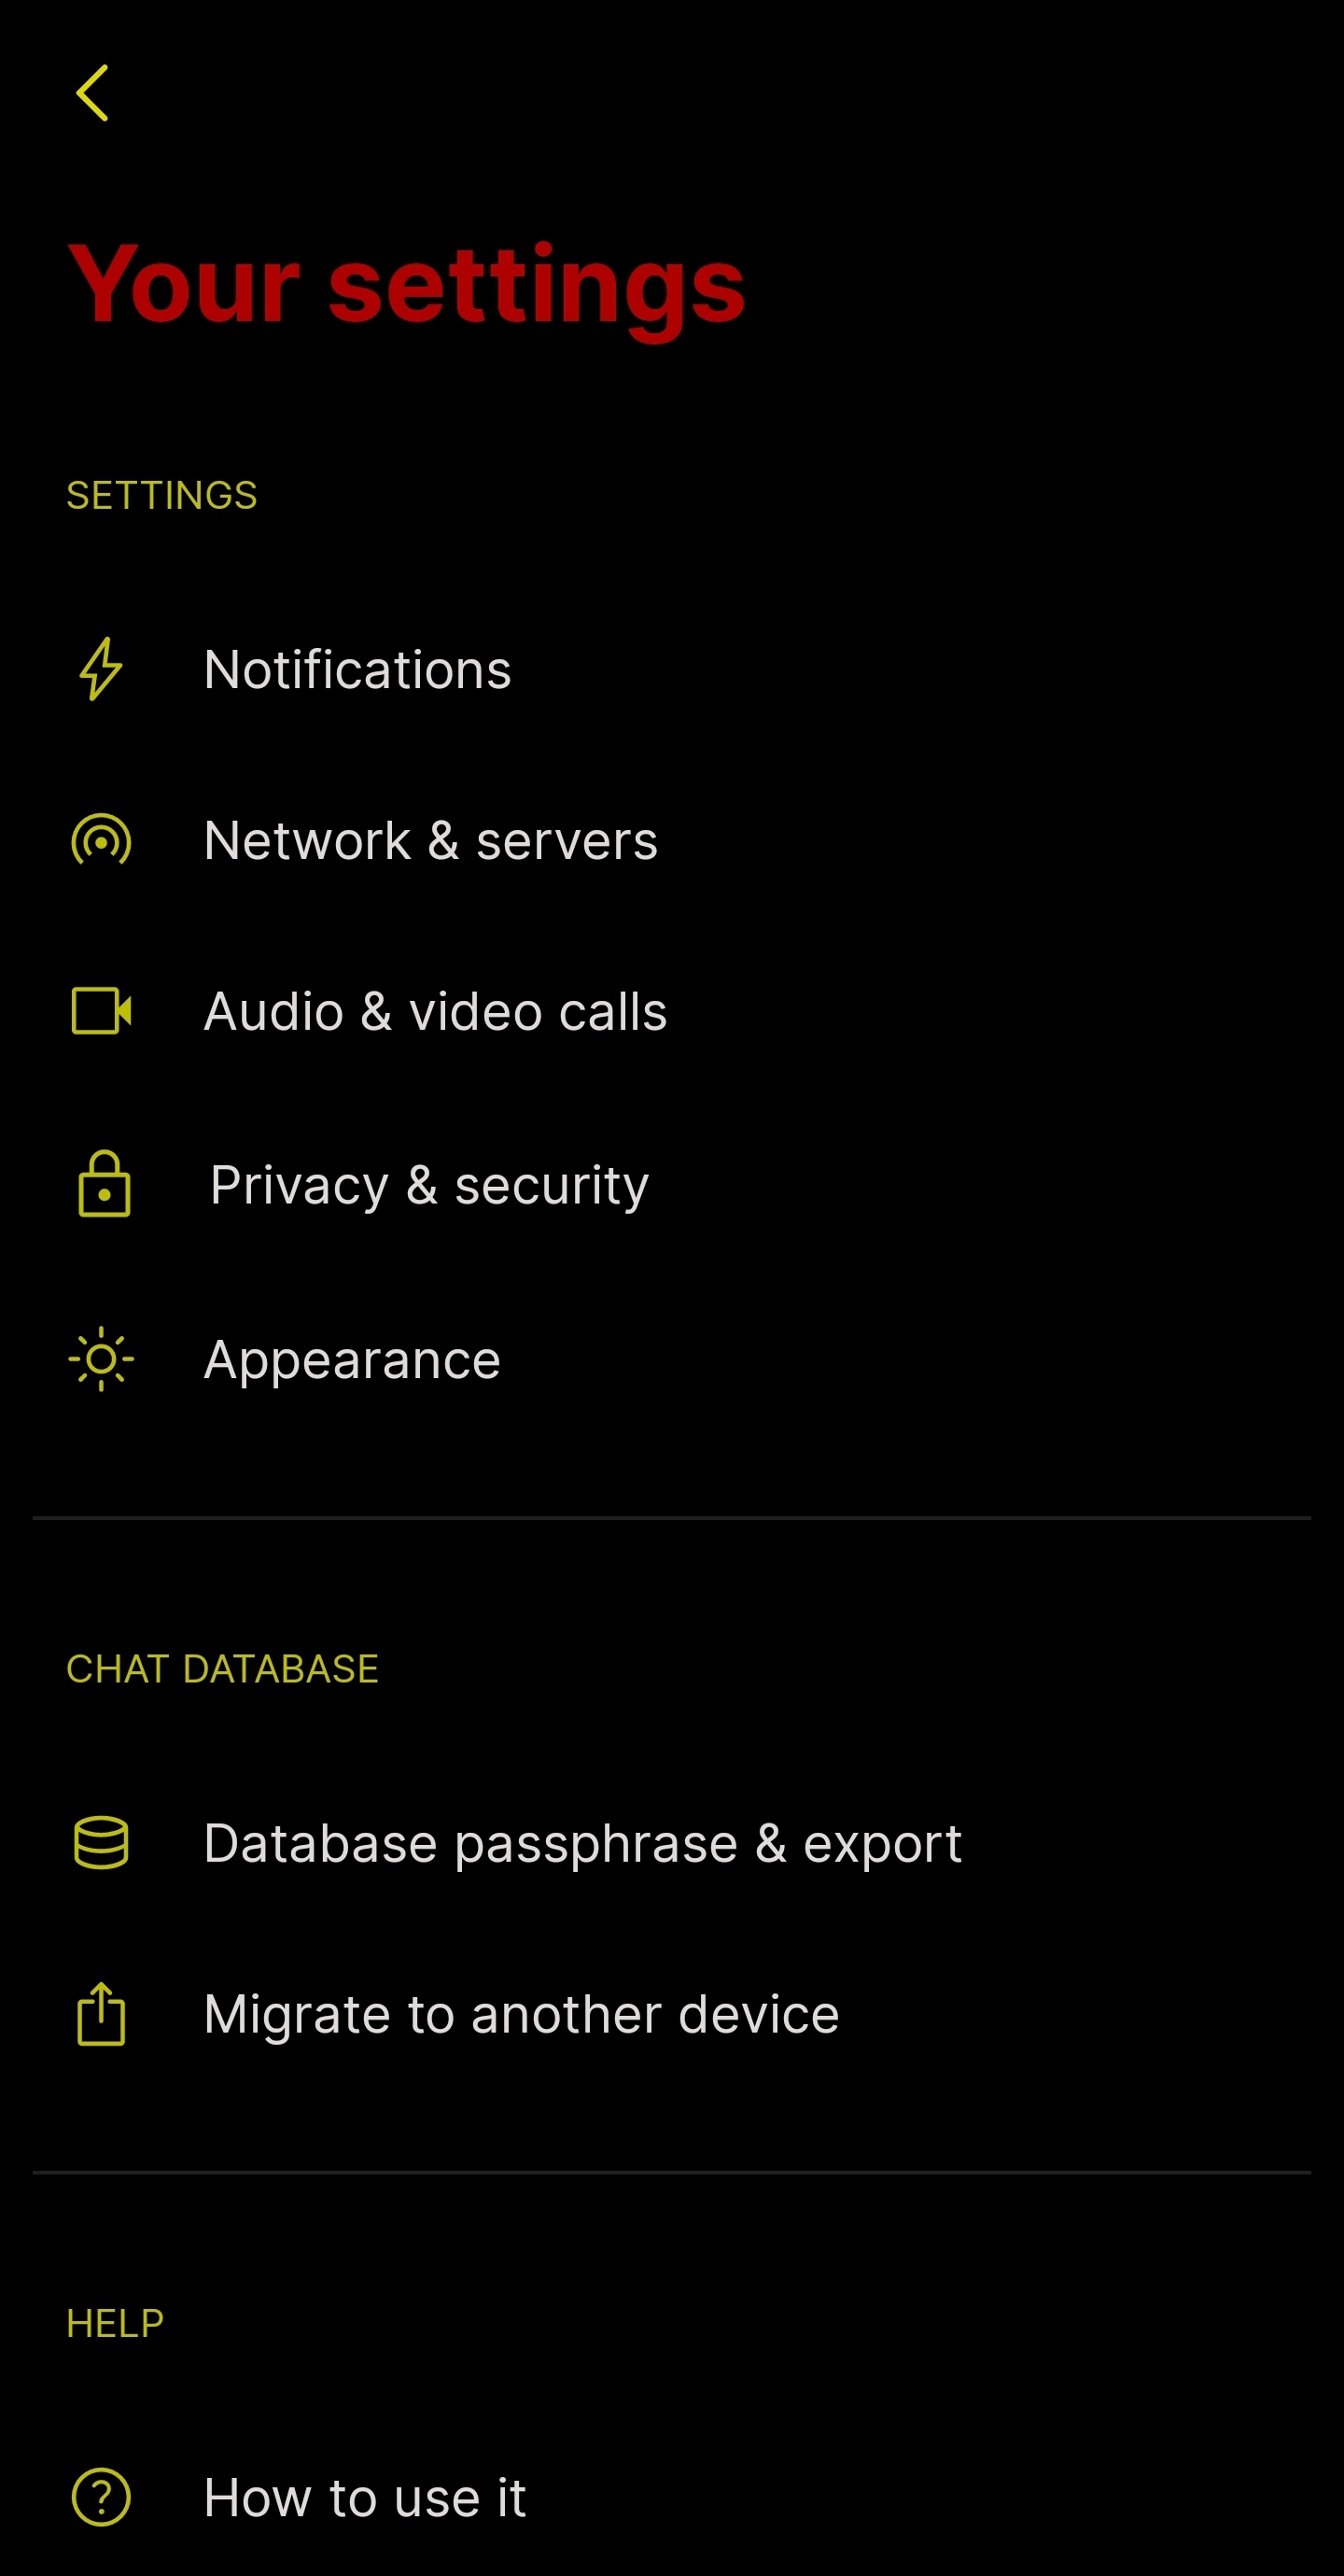 Your settings
SETTINGS
Notifications
Network & servers
Audio & video calls
Privacy & security
Appearance
CHAT DATABASE
Database passphrase & export
Migrate to another device
HELP
How to use it